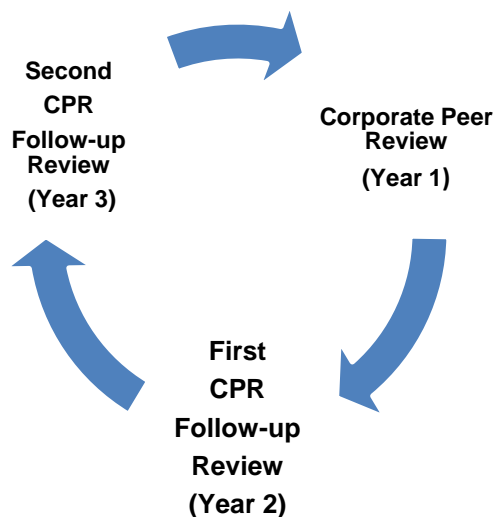 Second
CPR
Follow-up
Review
(Year 3)
Corporate Peer
Review
(Year 1)
First
CPR
Follow-up
Review
(Year 2)